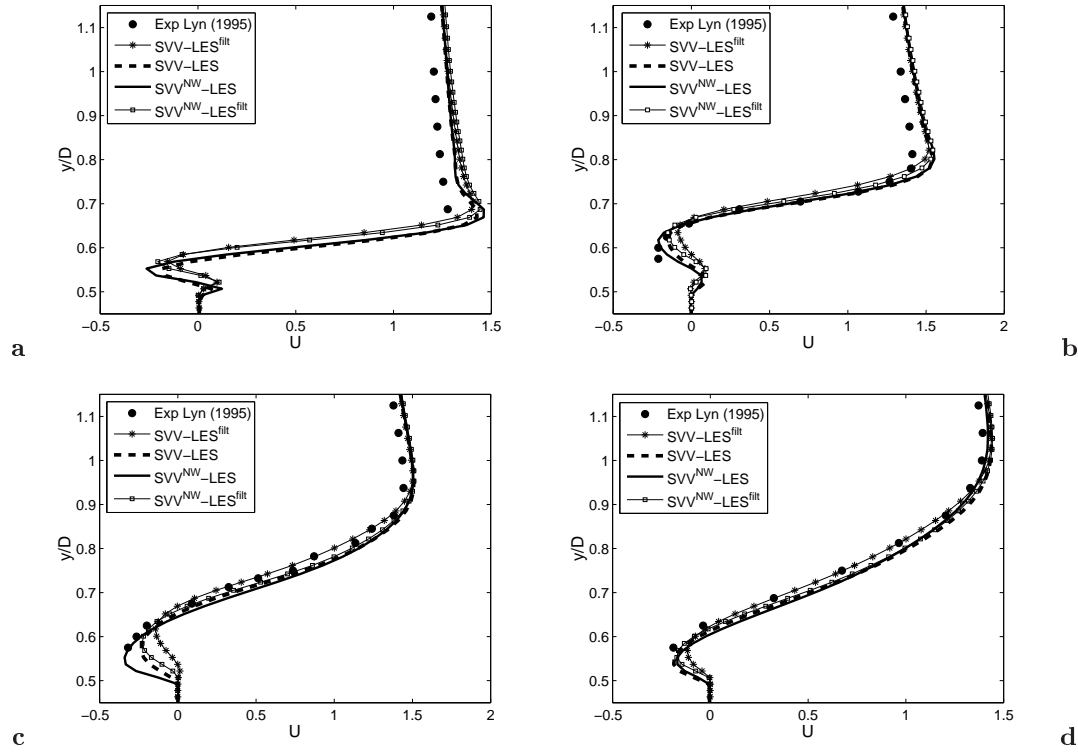 Exp Lyn (1995)
SVV−LES^filt
SVV−LES
SVV^NW−LES
SVV^NW−LES^filt
1.1
1
0.9
0.8
0.7
0.6
0.5
y/D
−0.5
0
0.5
1
1.5
U
a
Exp Lyn (1995)
SVV−LES^filt
SVV−LES
SVV^NW−LES
SVV^NW−LES^filt
1.1
1
0.9
0.8
0.7
0.6
0.5
y/D
−0.5
0
0.5
1
1.5
2
U
b
Exp Lyn (1995)
SVV−LES^filt
SVV−LES
SVV^NW−LES
SVV^NW−LES^filt
1.1
1
0.9
0.8
0.7
0.6
0.5
y/D
−0.5
0
0.5
1
1.5
2
U
c
Exp Lyn (1995)
SVV−LES^filt
SVV−LES
SVV^NW−LES
SVV^NW−LES^filt
1.1
1
0.9
0.8
0.7
0.6
0.5
y/D
−0.5
0
0.5
1
1.5
U
d